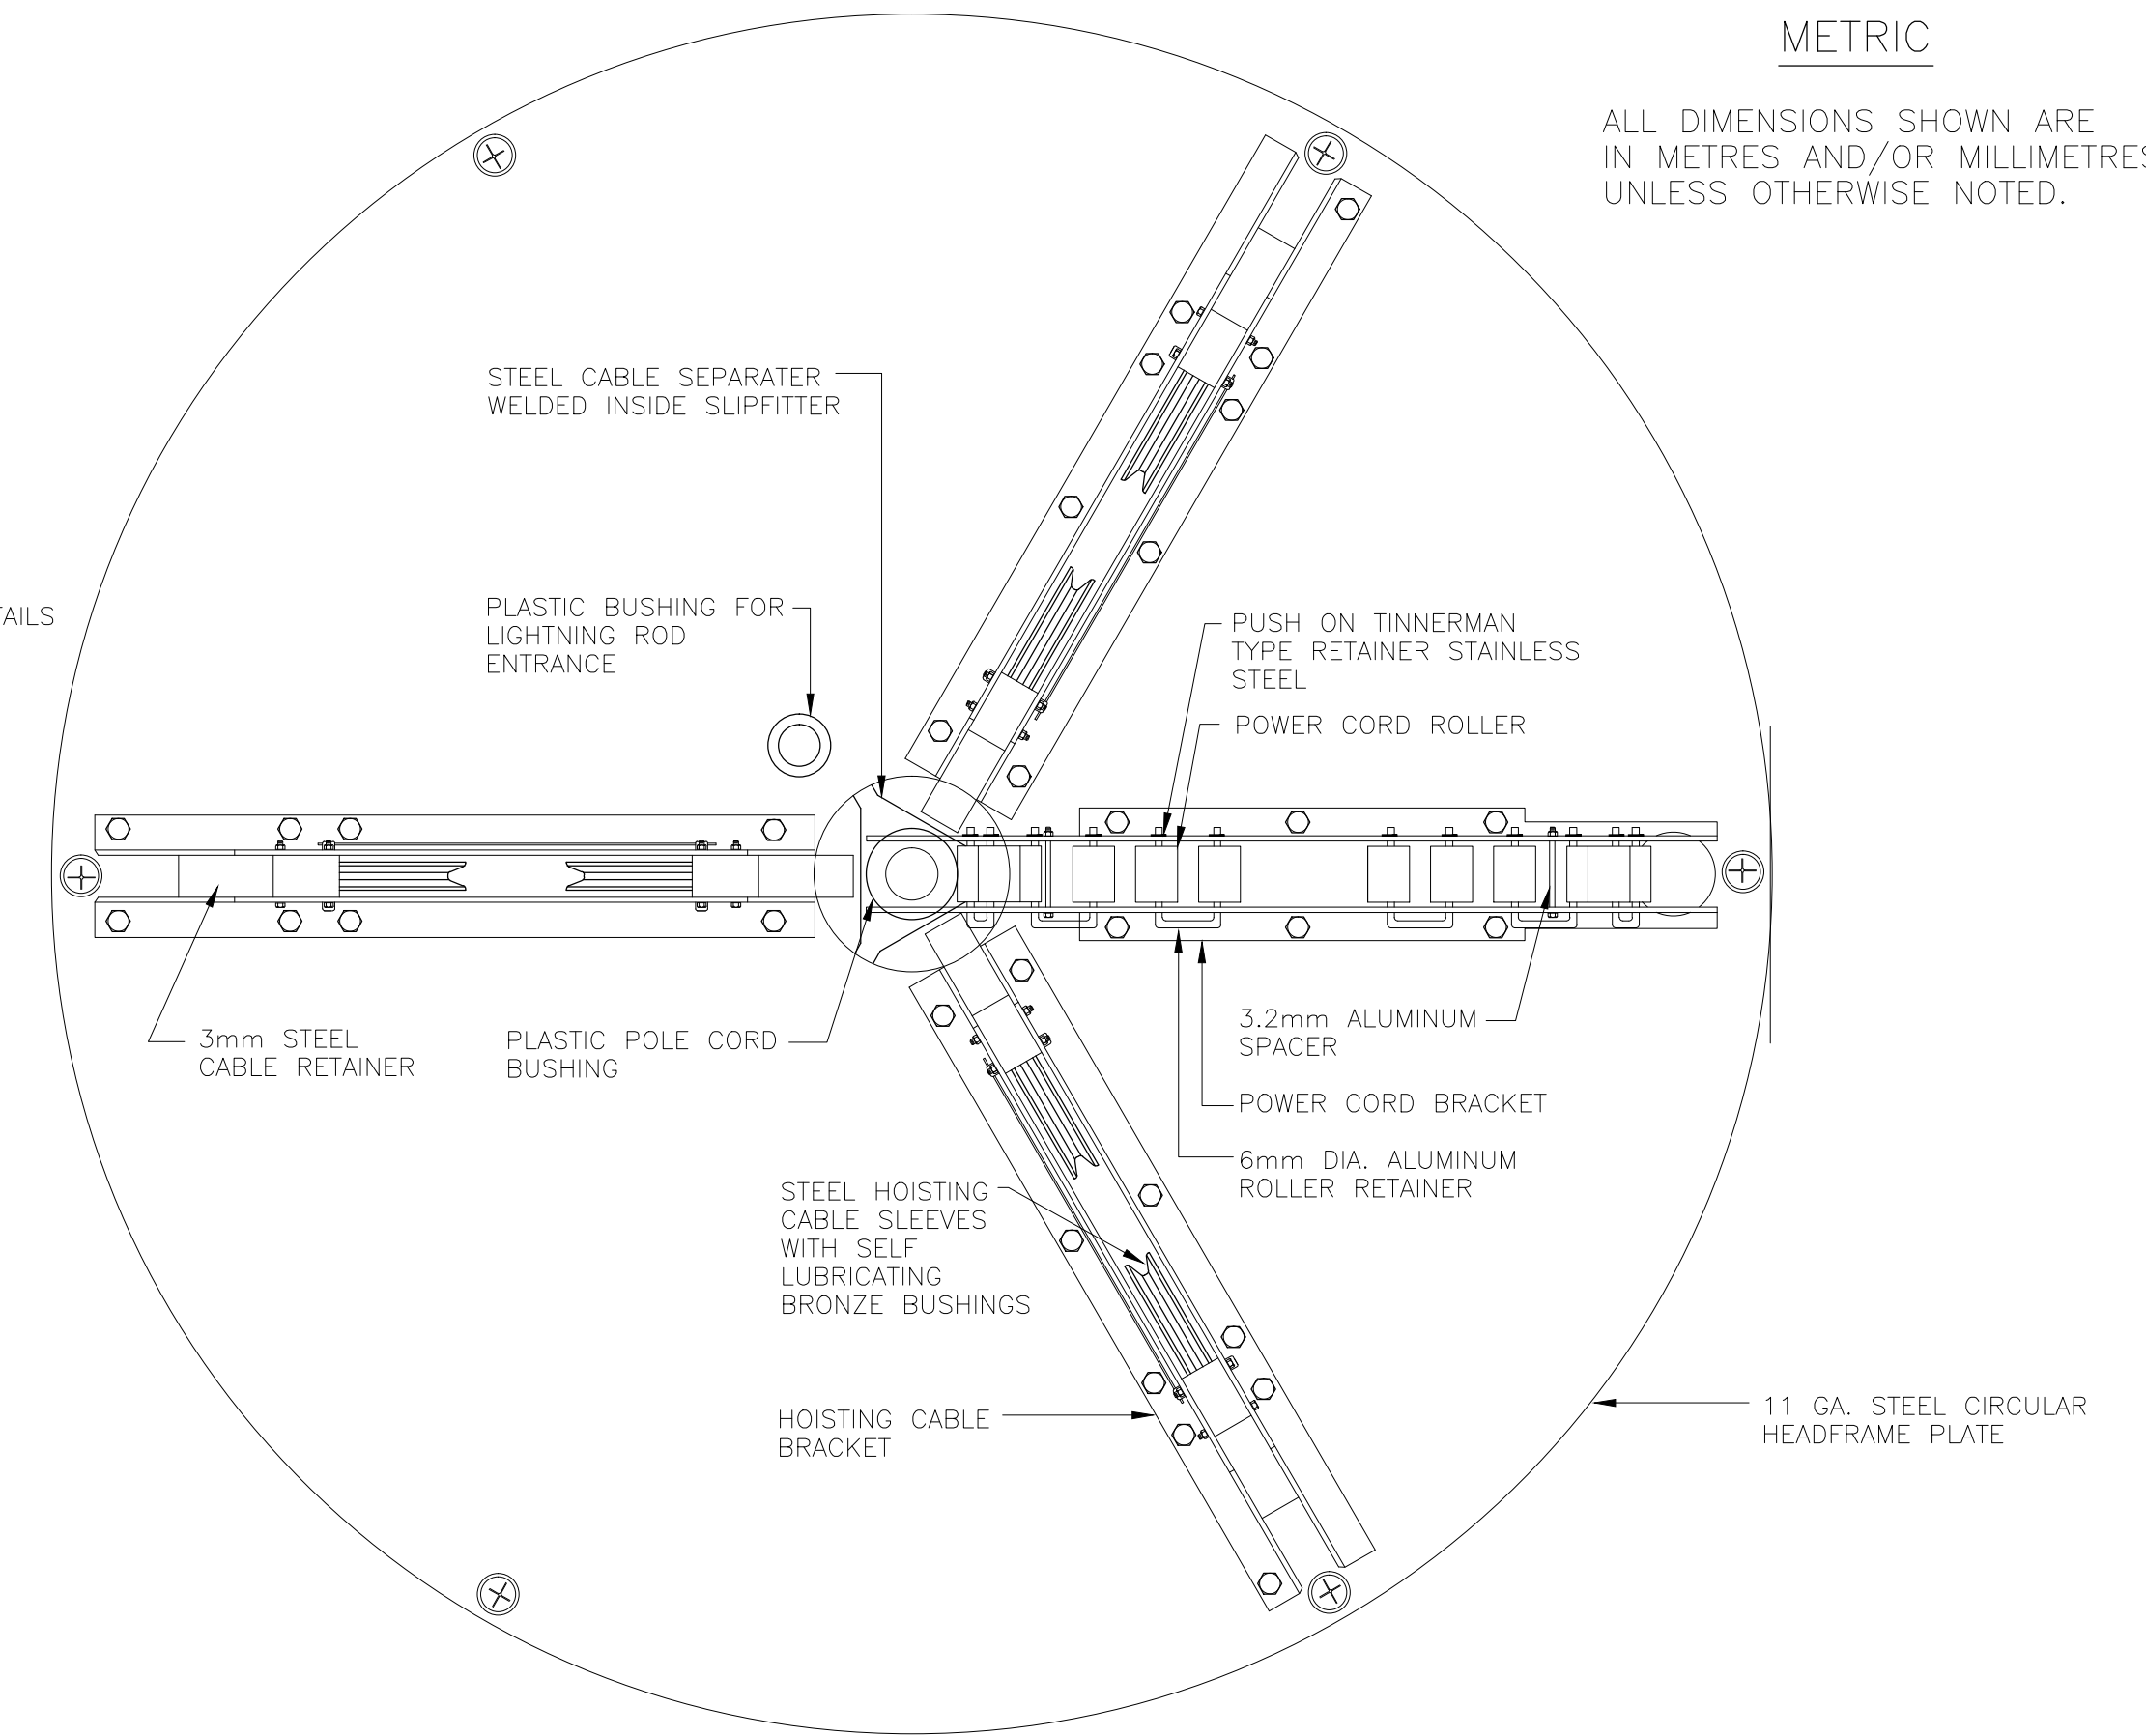 METRIC
ALL DIMENSIONS SHOWN ARE
IN METRES AND/OR MILLIMETRES
UNLESS OTHERWISE NOTED.
STEEL CABLE SEPARATER
WELDED INSIDE SLIPFITTER
PLASTIC BUSHING FOR
LIGHTNING ROD
ENTRANCE
TAILS
PUSH ON TINNERMAN
TYPE RETAINER STAINLESS
STEEL
POWER CORD ROLLER
3mm STEEL
CABLE RETAINER
PLASTIC POLE CORD
BUSHING
3.2mm ALUMINUM
SPACER
POWER CORD BRACKET
6mm DIA. ALUMINUM
ROLLER RETAINER
STEEL HOISTING
CABLE SLEEVES
WITH SELF
LUBRICATING
BRONZE BUSHINGS
HOISTING CABLE
BRACKET
11 GA. STEEL CIRCULAR
HEADFRAME PLATE